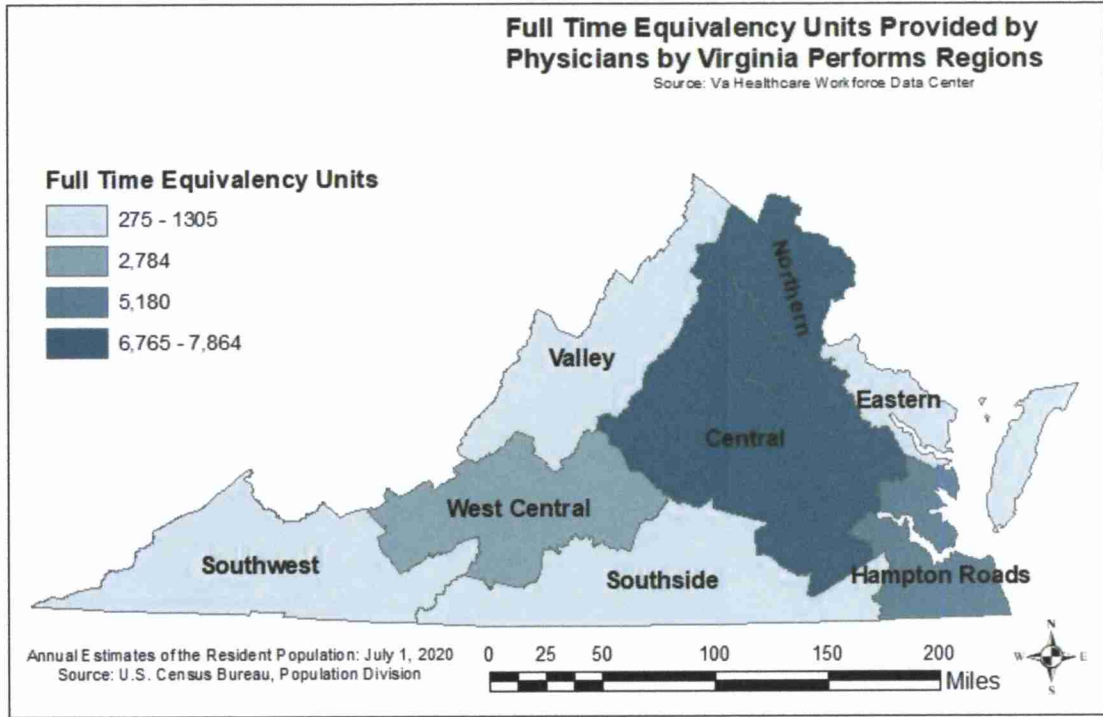 Full Time Equivalency Units Provided by
Physicians by Virginia Performs Regions
Source: Va Healthcare Workforce Data Center
Full Time Equivalency Units
275 - 1305
2,784
5,180
6,765 - 7,864
Northern
Valley
Eastern
Central
West Central
Southwest
Southside
Hampton Roads
Annual Estimates of the Resident Population: July 1, 2020
Source: U.S. Census Bureau, Population Division
0 25 50 100 150 200
Miles
N
W E
S